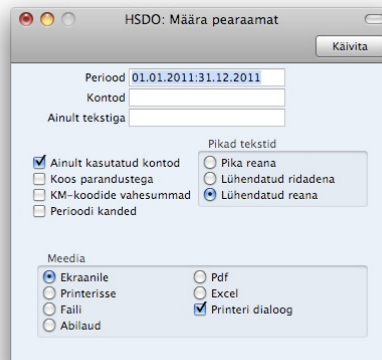 HSDO: Määra pearaamat
Käivita
Periood 01.01.2011:31.12.2011
Kontod
Ainult tekstiga
Pikad tekstid
Ainult kasutatud kontod
Pika reana
Koos parandustega
Lühendatud ridadena
KM-koodide vahesummad
Lühendatud reana
Perioodi kanded
Meedia
Ekraanile
Pdf
Printerisse
Excel
Faili
Printeri dialoog
Abilaud